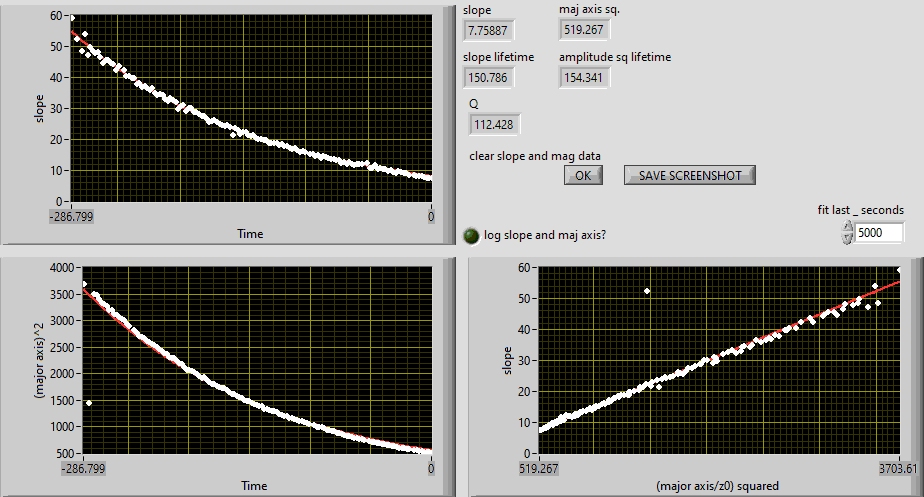 slope
maj axis sq.
7.75887
519.267
slope lifetime
amplitude sq lifetime
150.786
154.341
Q
112.428
clear slope and mag data
OK
SAVE SCREENSHOT
fit last _ seconds
5000
log slope and maj axis?
60
50
40
30
20
10
0
slope
-286.799
0
Time
4000
3500
3000
2500
2000
1500
1000
500
(major axis)^2
-286.799
0
Time
60
50
40
30
20
10
0
slope
519.267
3703.61
(major axis/z0) squared